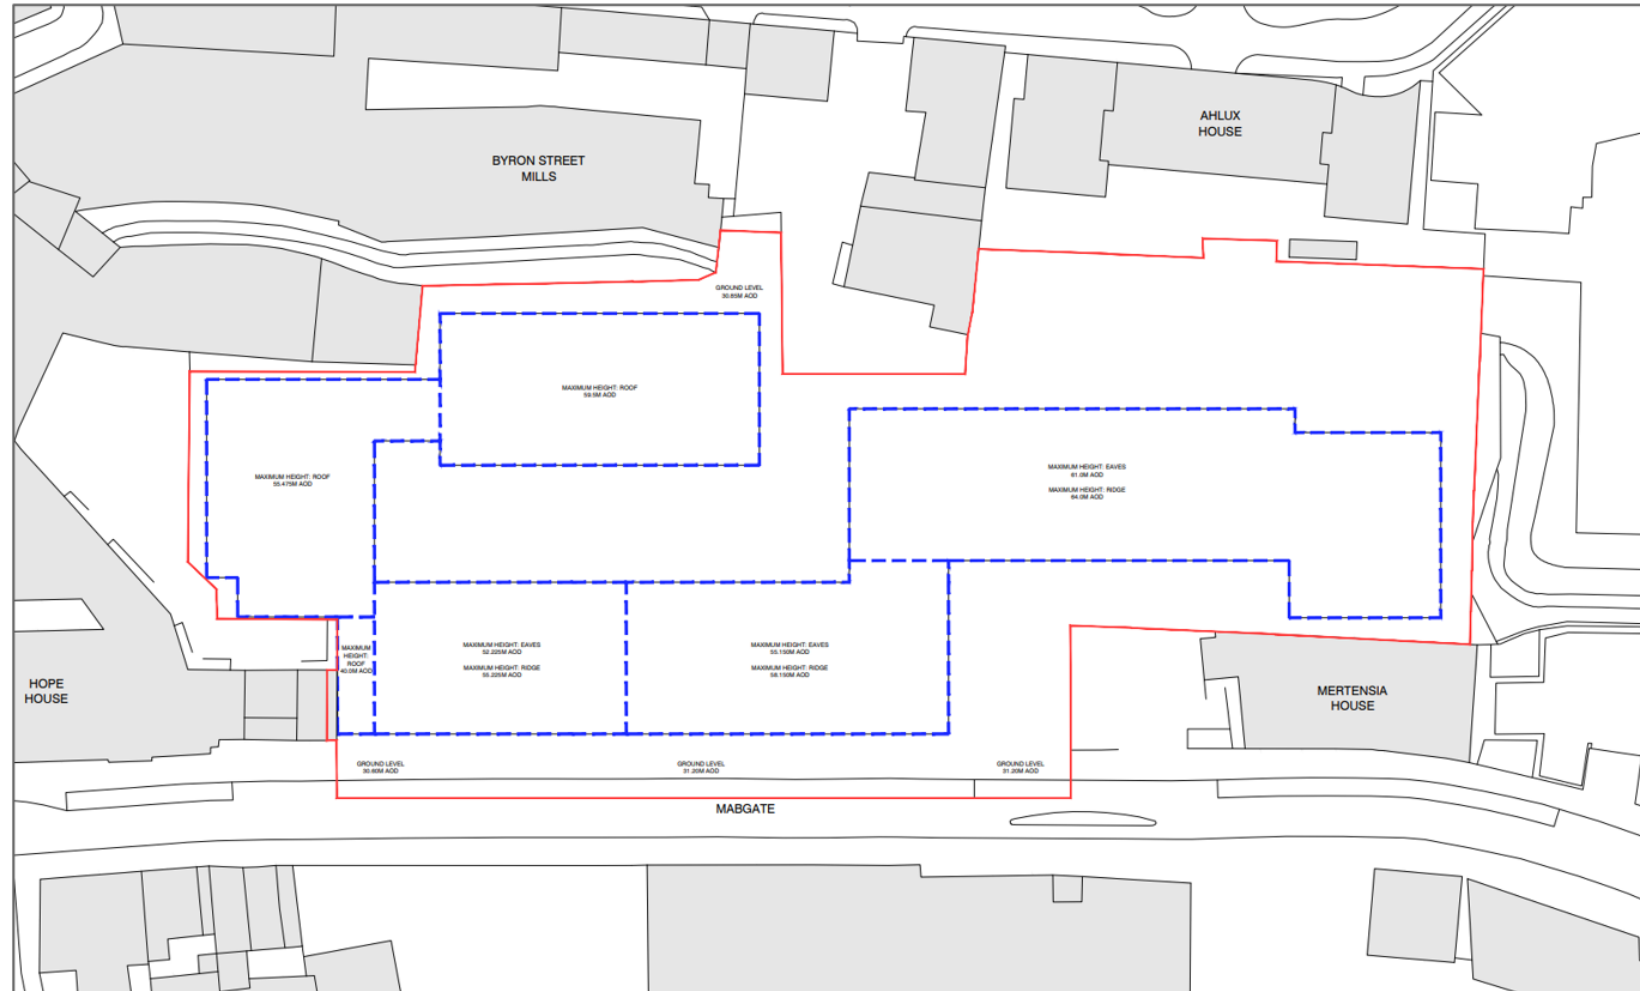 AHLUX
HOUSE
BYRON STREET
MILLS
GROUND LEVEL
30.85M AOD
MAXIMUM HEIGHT: ROOF
59.5M AOD
MAXIMUM HEIGHT: ROOF
55.475M AOD
MAXIMUM HEIGHT: EAVES
61.0M AOD
MAXIMUM HEIGHT: RIDGE
64.0M AOD
MAXIMUM
HEIGHT:
ROOF
40.0M AOD
MAXIMUM HEIGHT: EAVES
52.225M AOD
MAXIMUM HEIGHT: RIDGE
55.225M AOD
MAXIMUM HEIGHT: EAVES
55.150M AOD
MAXIMUM HEIGHT: RIDGE
58.150M AOD
HOPE
HOUSE
MERTENSIA
HOUSE
GROUND LEVEL
30.60M AOD
GROUND LEVEL
31.20M AOD
GROUND LEVEL
31.20M AOD
MABGATE